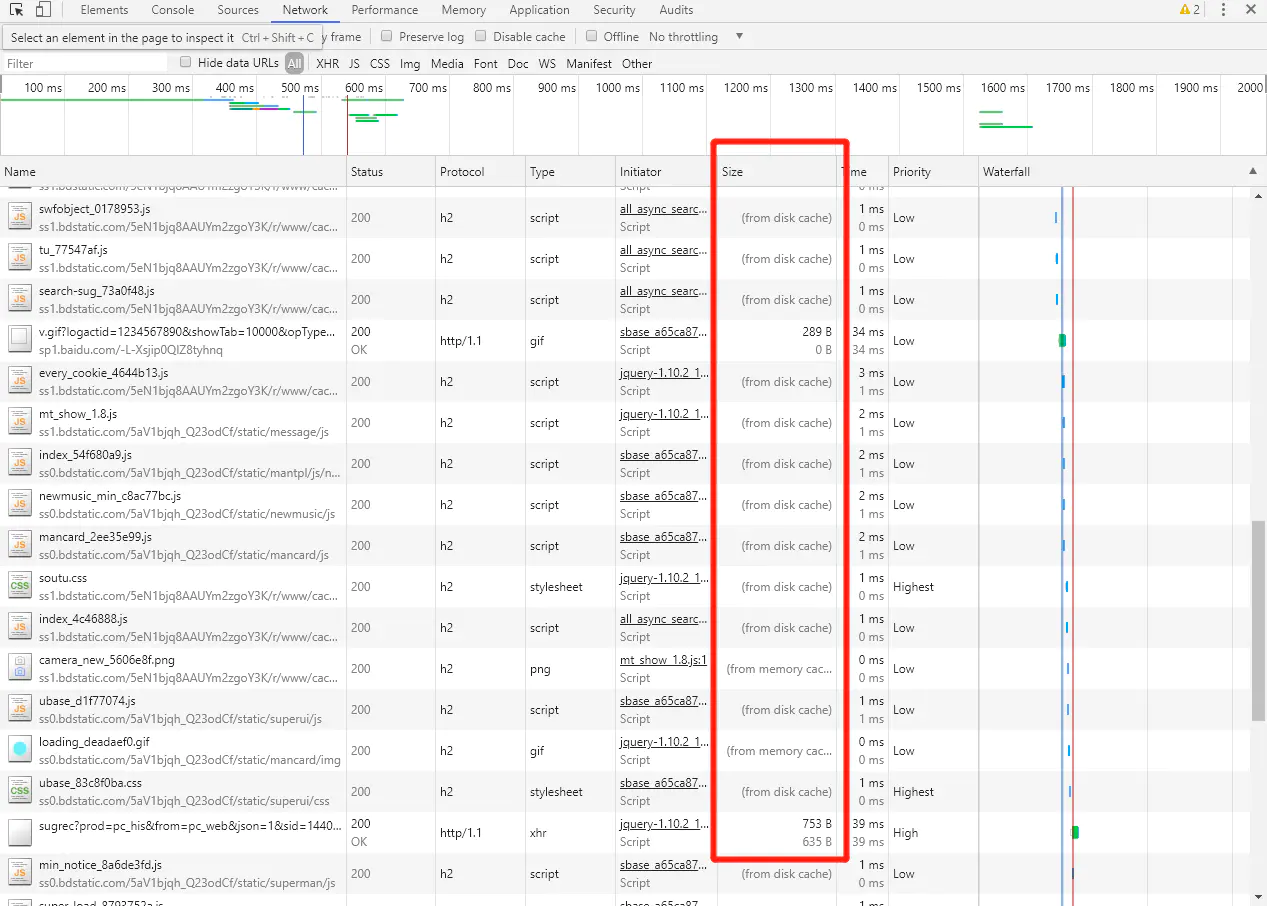 Elements Console Sources Network Performance Memory Application Security Audits 2
Select an element in the page to inspect it Ctrl + Shift + C y frame Preserve log Disable cache Offline No throttling
Filter Hide data URLs All XHR JS CSS Img Media Font Doc WS Manifest Other
100 ms 200 ms 300 ms 400 ms 500 ms 600 ms 700 ms 800 ms 900 ms 1000 ms 1100 ms 1200 ms 1300 ms 1400 ms 1500 ms 1600 ms 1700 ms 1800 ms 1900 ms 2000
Name Status Protocol Type Initiator Size Time Priority Waterfall
ss1.bdstatic.com/5eN1bjq8AAUYm2zgoY3K/r/www/cac... Script 0 ms
swfobject_0178953.js all_async_searc... 1 ms
200 h2 script (from disk cache) Low
ss1.bdstatic.com/5eN1bjq8AAUYm2zgoY3K/r/www/cac... Script 0 ms
tu_77547af.js all_async_searc... 1 ms
200 h2 script (from disk cache) Low
ss1.bdstatic.com/5eN1bjq8AAUYm2zgoY3K/r/www/cac... Script 0 ms
search-sug_73a0f48.js all_async_searc... 1 ms
200 h2 script (from disk cache) Low
ss1.bdstatic.com/5eN1bjq8AAUYm2zgoY3K/r/www/cac... Script 0 ms
v.gif?logactid=1234567890&showTab=10000&opType... 200 sbase_a65ca87... 289 B 34 ms
http/1.1 gif Low
sp1.baidu.com/-L-Xsjip0QIZ8tyhnq OK Script 0 B 34 ms
every_cookie_4644b13.js jquery-1.10.2_1... 3 ms
200 h2 script (from disk cache) Low
ss1.bdstatic.com/5eN1bjq8AAUYm2zgoY3K/r/www/cac... Script 1 ms
mt_show_1.8.js jquery-1.10.2_1... 2 ms
200 h2 script (from disk cache) Low
ss1.bdstatic.com/5aV1bjqh_Q23odCf/static/message/js Script 1 ms
index_54f680a9.js sbase_a65ca87... 2 ms
200 h2 script (from disk cache) Low
ss0.bdstatic.com/5aV1bjqh_Q23odCf/static/mantpl/js/n... Script 1 ms
newmusic_min_c8ac77bc.js sbase_a65ca87... 2 ms
200 h2 script (from disk cache) Low
ss0.bdstatic.com/5aV1bjqh_Q23odCf/static/newmusic/js Script 1 ms
mancard_2ee35e99.js sbase_a65ca87... 2 ms
200 h2 script (from disk cache) Low
ss0.bdstatic.com/5aV1bjqh_Q23odCf/static/mancard/js Script 1 ms
soutu.css jquery-1.10.2_1... 1 ms
200 h2 stylesheet (from disk cache) Highest
ss1.bdstatic.com/5eN1bjq8AAUYm2zgoY3K/r/www/cac... Script 0 ms
index_4c46888.js all_async_searc... 1 ms
200 h2 script (from disk cache) Low
ss1.bdstatic.com/5eN1bjq8AAUYm2zgoY3K/r/www/cac... Script 0 ms
camera_new_5606e8f.png mt_show_1.8.js:1 0 ms
200 h2 png (from memory cac... Low
ss1.bdstatic.com/5eN1bjq8AAUYm2zgoY3K/r/www/cac... Script 0 ms
ubase_d1f77074.js sbase_a65ca87... 1 ms
200 h2 script (from disk cache) Low
ss0.bdstatic.com/5aV1bjqh_Q23odCf/static/superui/js Script 1 ms
loading_deadaef0.gif jquery-1.10.2_1... 0 ms
200 h2 gif (from memory cac... Low
ss0.bdstatic.com/5aV1bjqh_Q23odCf/static/mancard/img Script 0 ms
ubase_83c8f0ba.css sbase_a65ca87... 1 ms
200 h2 stylesheet (from disk cache) Highest
ss0.bdstatic.com/5aV1bjqh_Q23odCf/static/superui/css Script 0 ms
sugrec?prod=pc_his&from=pc_web&json=1&sid=1440... 200 jquery-1.10.2_1... 753 B 39 ms
http/1.1 xhr High
OK Script 635 B 39 ms
min_notice_8a6de3fd.js sbase_a65ca87... 1 ms
200 h2 script (from disk cache) Low
ss0.bdstatic.com/5aV1bjqh_Q23odCf/static/superman/js Script 0 ms
super_load_8793752a.js sbase_a65ca87... 1 ms